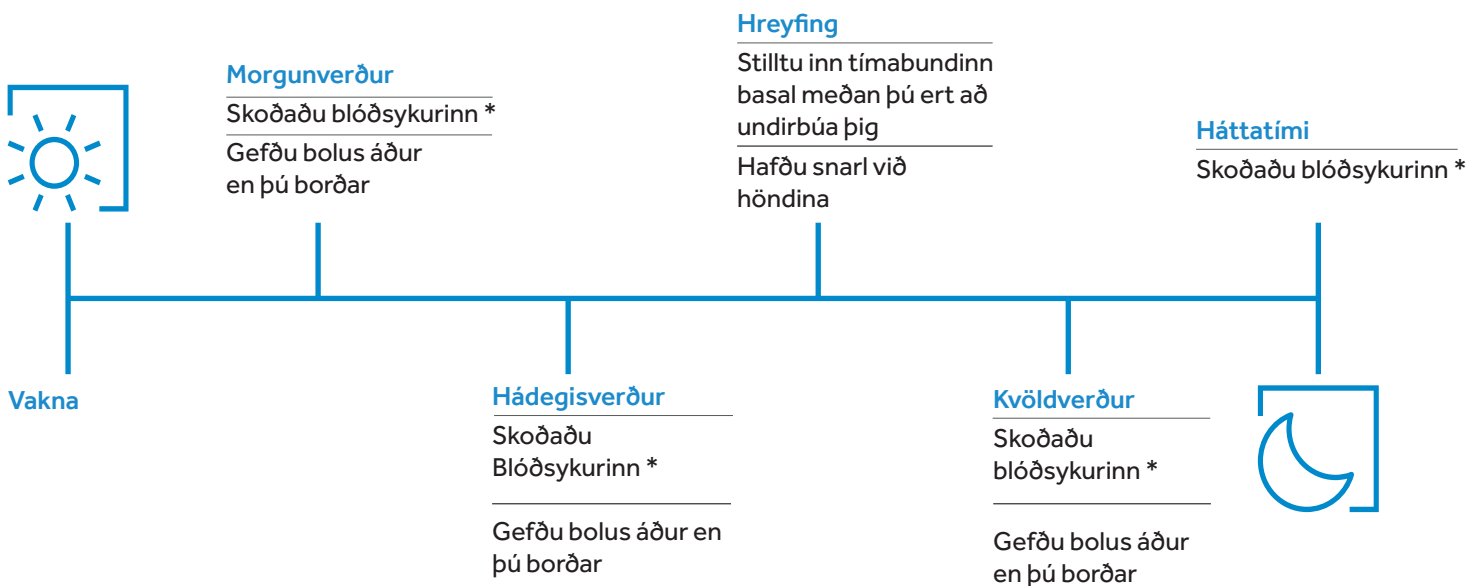 Vakna
Morgunverður
Skoðaðu blóðsykurinn *
Gefðu bolus áður
en þú borðar
Hádegisverður
Skoðaðu
Blóðsykurinn *
Gefðu bolus áður en
þú borðar
Hreyfing
Stilltu inn tímabundinn
basal meðan þú ert að
undirbúa þig
Hafðu snarl við
höndina
Kvöldverður
Skoðaðu
blóðsykurinn *
Gefðu bolus áður
en þú borðar
Háttatími
Skoðaðu blóðsykurinn *